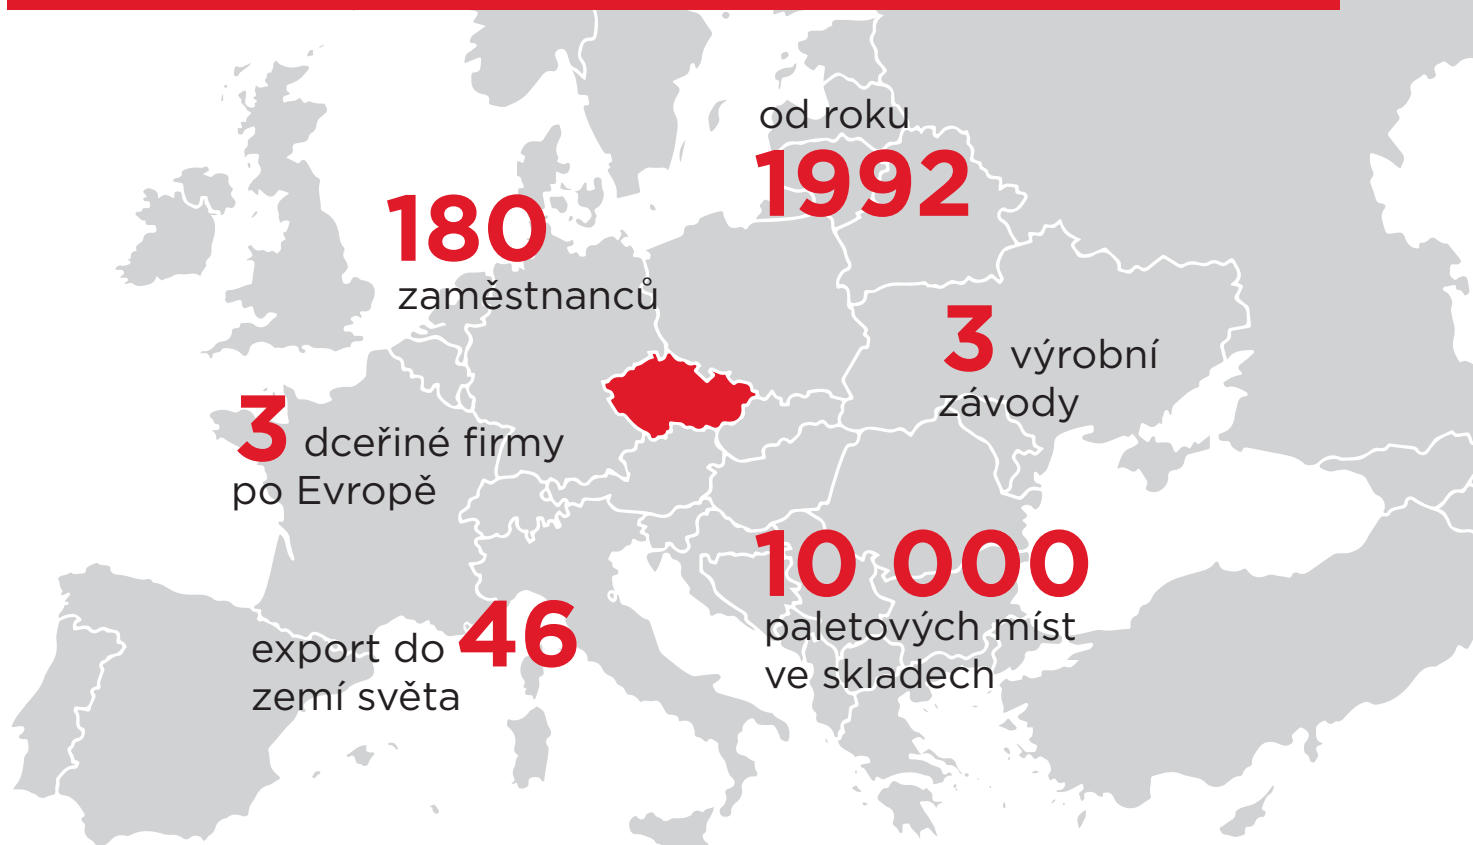 od roku
1992
180
zaměstnanců
3 výrobní
závody
3 dceřiné firmy
po Evropě
10 000
paletových míst
ve skladech
export do 46
zemí světa